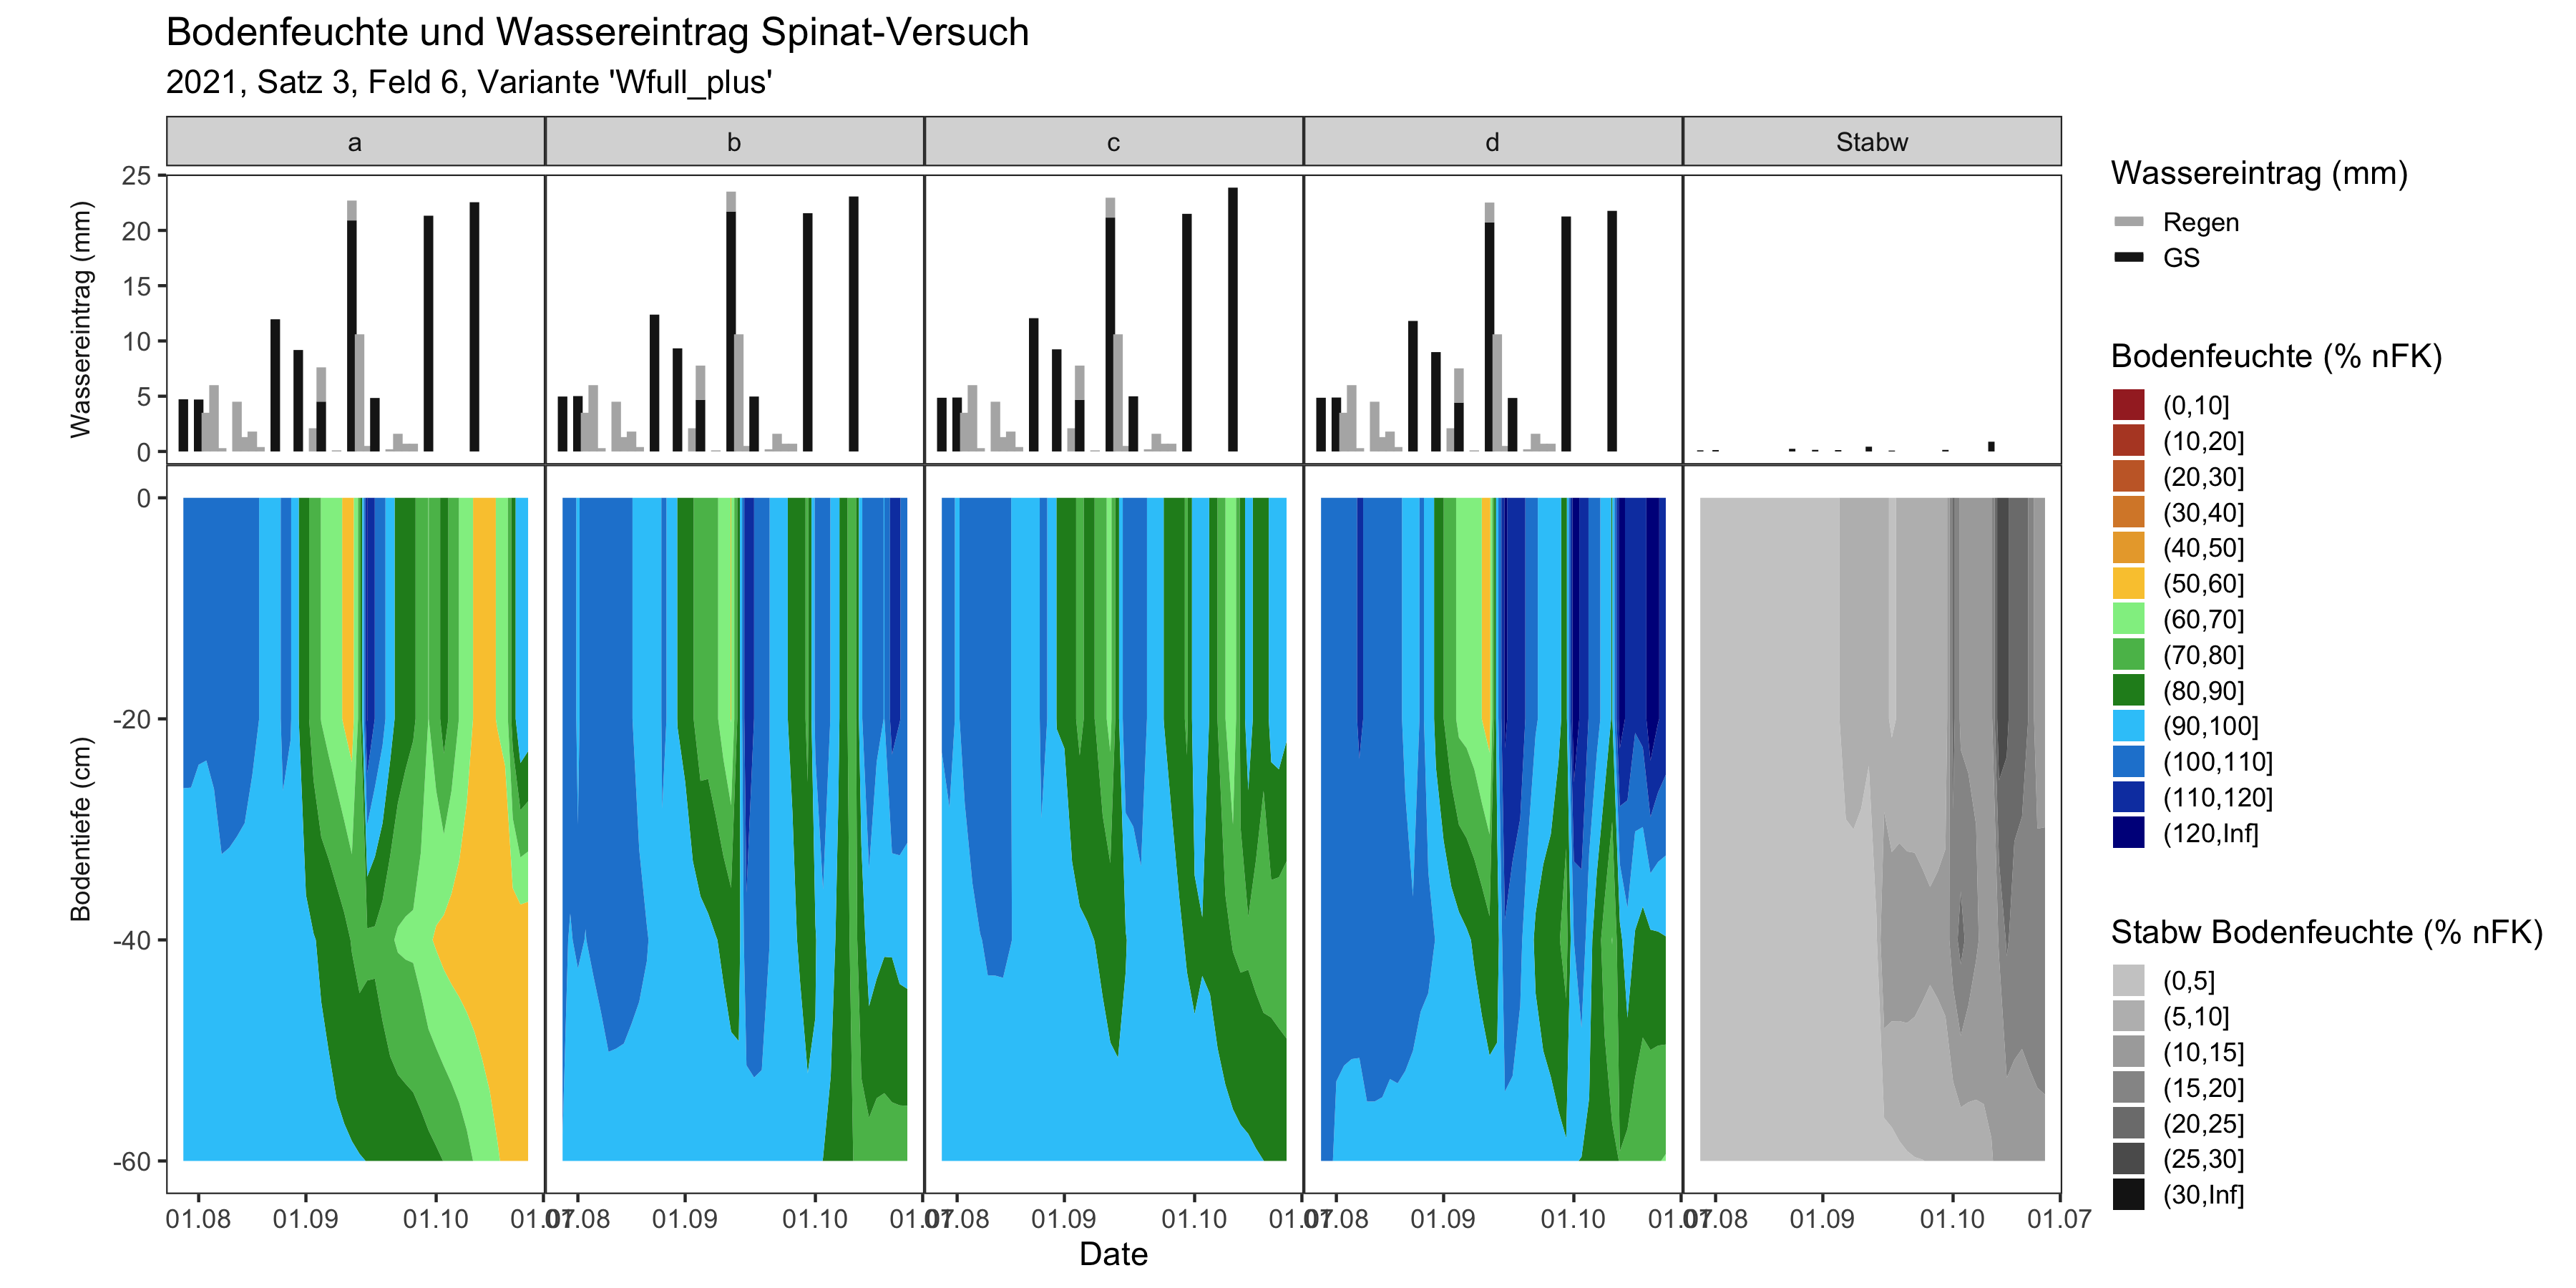 Bodenfeuchte und Wassereintrag Spinat-Versuch
2021, Satz 3, Feld 6, Variante 'Wfull_plus'
a b c d Stabw
Wassereintrag (mm)
25
20
15
10
5
0
Bodentiefe (cm)
0
-20
-40
-60
01.08 01.09 01.10 01.07 01.08 01.09 01.10 01.07 01.08 01.09 01.10 01.07 01.08 01.09 01.10 01.07 01.08 01.09 01.10 01.07
Date
Wassereintrag (mm)
Regen
GS
Bodenfeuchte (% nFK)
(0,10]
(10,20]
(20,30]
(30,40]
(40,50]
(50,60]
(60,70]
(70,80]
(80,90]
(90,100]
(100,110]
(110,120]
(120,Inf]
Stabw Bodenfeuchte (% nFK)
(0,5]
(5,10]
(10,15]
(15,20]
(20,25]
(25,30]
(30,Inf]